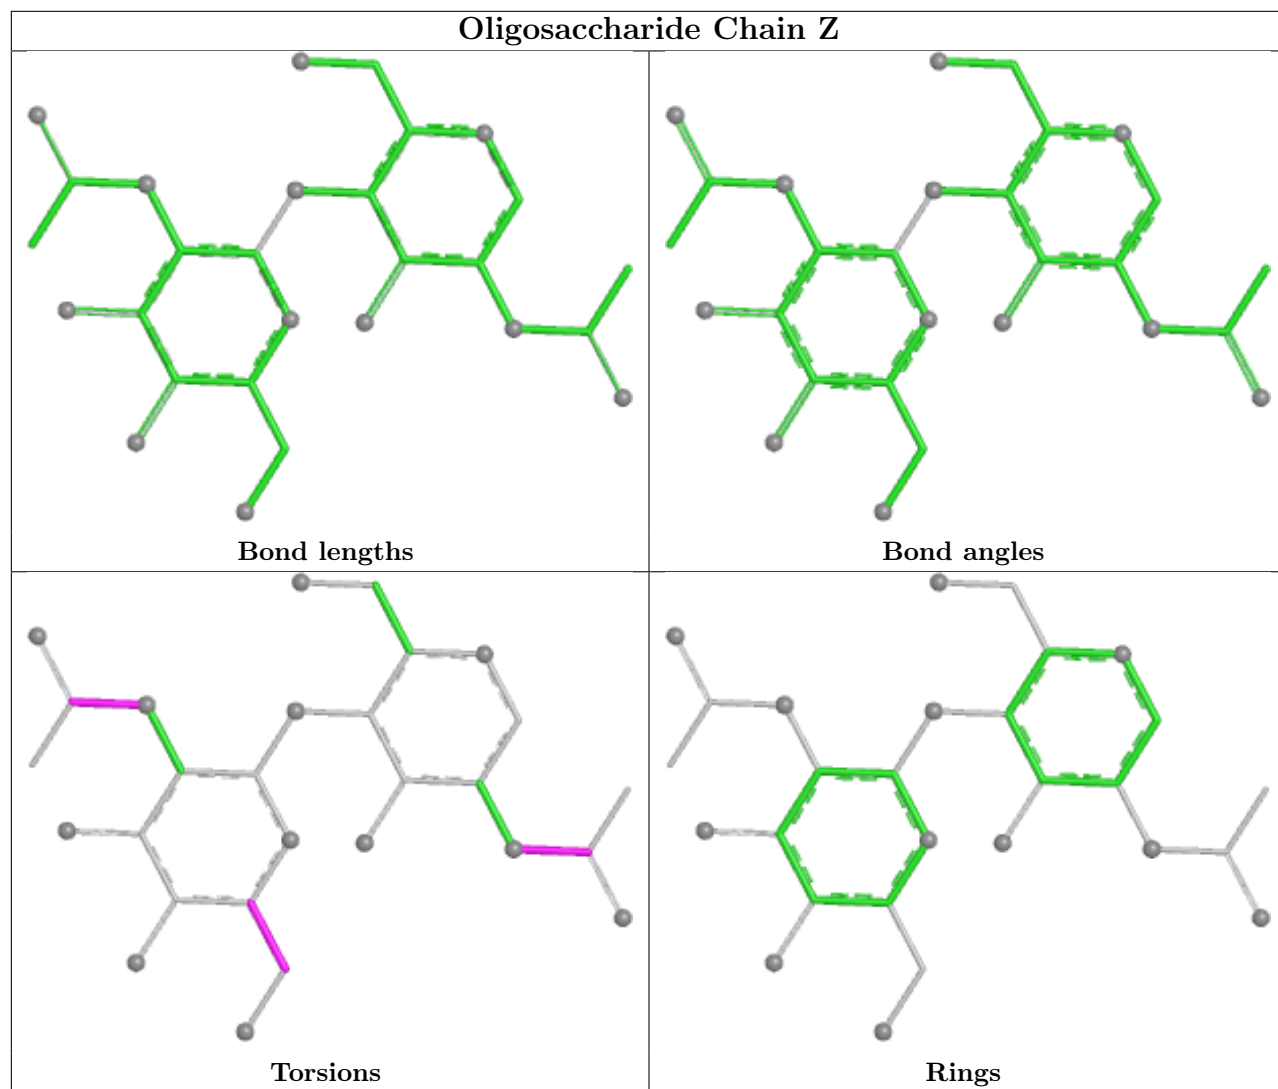 Oligosaccharide Chain Z
Bond lengths
Bond angles
Torsions
Rings